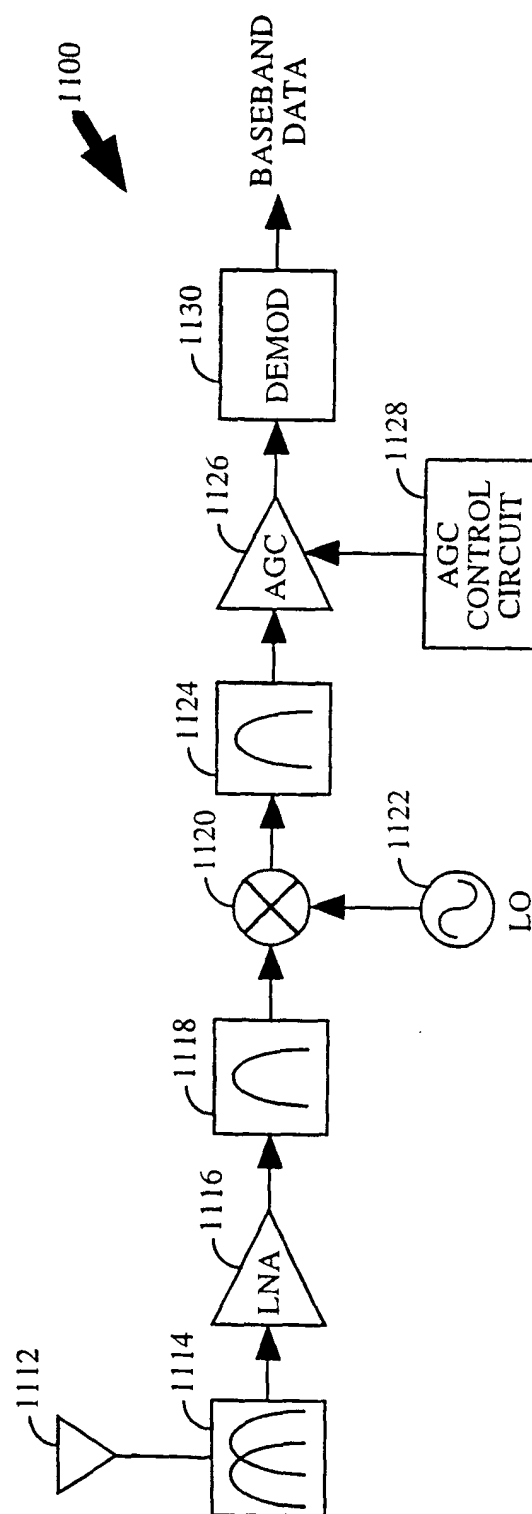 1100
1112
1114
1116
LNA
1118
1120
1122
LO
1124
1126
AGC
1128
AGC
CONTROL
CIRCUIT
1130
DEMOD
BASEBAND
DATA